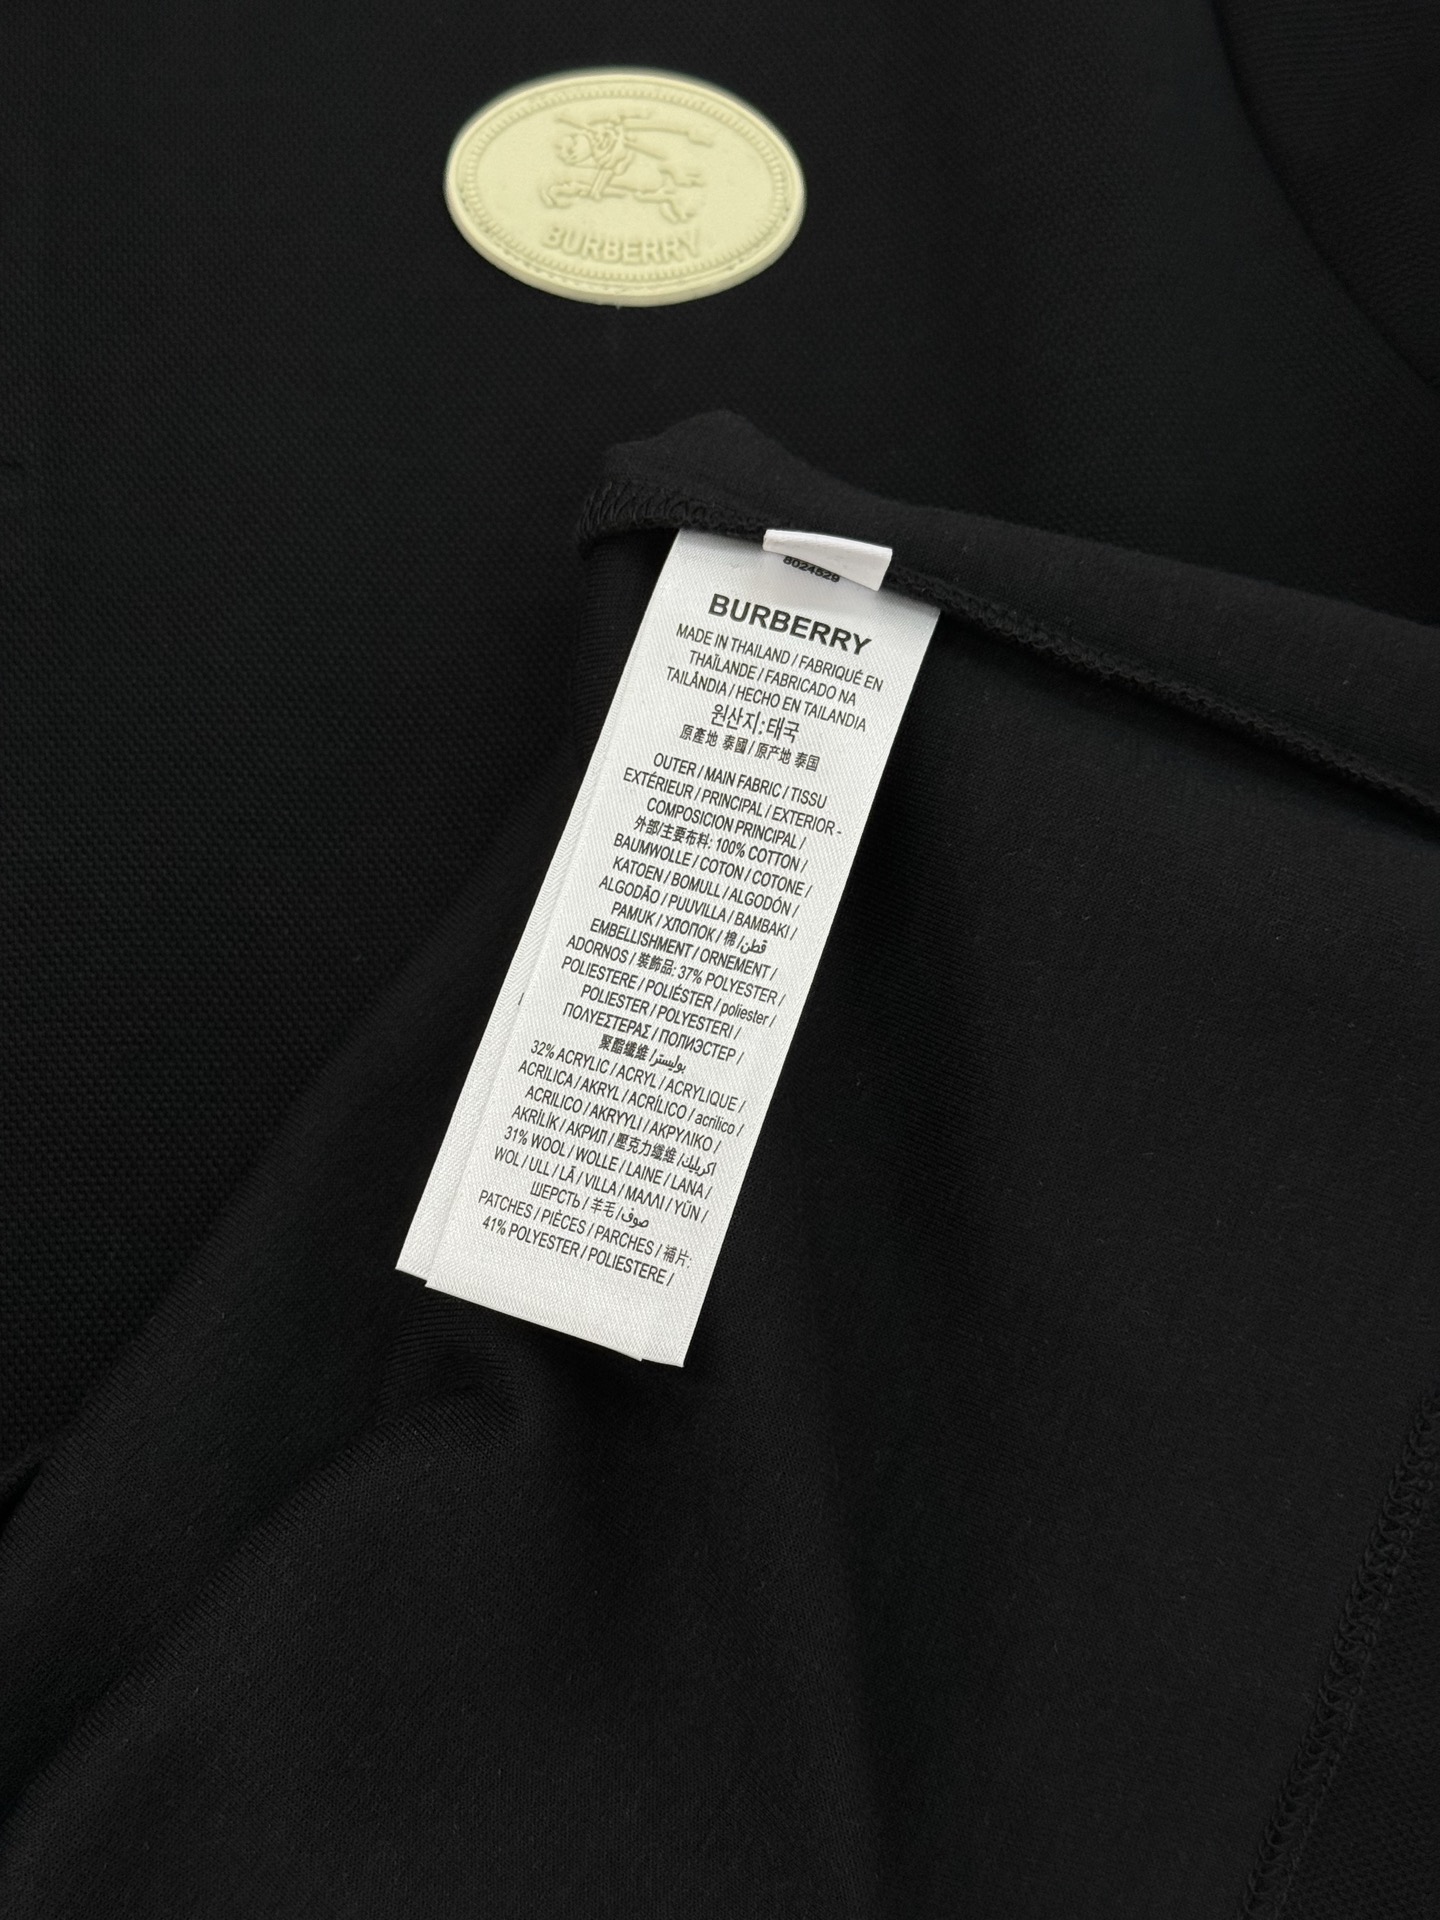 BURBERRY
8024529
BURBERRY
MADE IN THAILAND / FABRIQUÉ EN
THAÏLANDE / FABRICADO NA
TAILÂNDIA / HECHO EN TAILANDIA
원산지:태국
原產地 泰國 / 原产地 泰国
OUTER / MAIN FABRIC / TISSU
EXTÉRIEUR / PRINCIPAL / EXTERIOR -
COMPOSICION PRINCIPAL /
外部/主要布料: 100% COTTON /
BAUMWOLLE / COTON / COTONE /
KATOEN / BOMULL / ALGODÓN /
ALGODÃO / PUUVILLA / BAMBAKI /
PAMUK / ХЛОПОК / 棉 / قطن
EMBELLISHMENT / ORNEMENT /
ADORNOS / 裝飾品: 37% POLYESTER /
POLIESTERE / POLIÉSTER / poliester /
POLIESTER / POLYESTERI /
ΠΟΛΥΕΣΤΕΡΑΣ / ПОЛИЭСТЕР /
聚酯纖維 / بوليستر
32% ACRYLIC / ACRYL / ACRYLIQUE /
ACRILICA / AKRYL / ACRÍLICO / acrílico /
ACRILICO / AKRYYLI / ΑΚΡΥΛΙΚΟ /
AKRİLİK / АКРИЛ / 壓克力纖維 / اكريليك
31% WOOL / WOLLE / LAINE / LANA /
WOL / ULL / LÃ / VILLA / ΜΑΛΛΙ / YÜN /
ШЕРСТЬ / 羊毛 / صوف
PATCHES / PIÈCES / PARCHES / 補片:
41% POLYESTER / POLIESTERE /